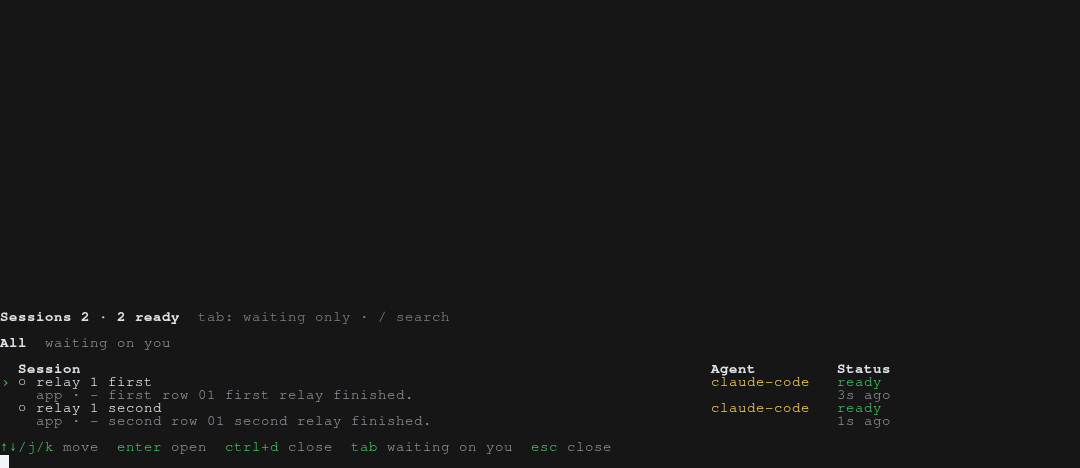 Sessions 2 · 2 ready  tab: waiting only · / search
All  waiting on you
Session  Agent  Status
› o relay 1 first  claude-code  ready
app · - first row 01 first relay finished.  3s ago
o relay 1 second  claude-code  ready
app · - second row 01 second relay finished.  1s ago
↑↓/j/k move  enter open  ctrl+d close  tab waiting on you  esc close